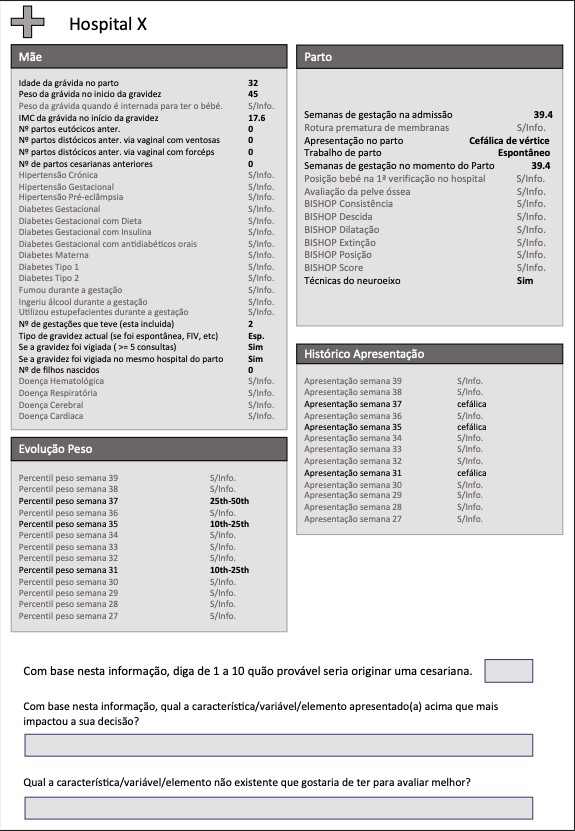 Hospital X
Mãe
Idade da grávida no parto 32
Peso da grávida no inicio da gravidez 45
Peso da grávida quando é internada para ter o bébé. S/Info.
IMC da grávida no início da gravidez 17.6
Nº partos eutócicos anter. 0
Nº partos distócicos anter. via vaginal com ventosas 0
Nº partos distócicos anter. via vaginal com forcéps 0
Nº de partos cesarianas anteriores 0
Hipertensão Crónica S/Info.
Hipertensão Gestacional S/Info.
Hipertensão Pré-eclâmpsia S/Info.
Diabetes Gestacional S/Info.
Diabetes Gestacional com Dieta S/Info.
Diabetes Gestacional com Insulina S/Info.
Diabetes Gestacional com antidiabéticos orais S/Info.
Diabetes Materna S/Info.
Diabetes Tipo 1 S/Info.
Diabetes Tipo 2 S/Info.
Fumou durante a gestação S/Info.
Ingeriu álcool durante a gestação S/Info.
Utilizou estupefacientes durante a gestação S/Info.
Nº de gestações que teve (esta incluida) 2
Tipo de gravidez actual (se foi espontânea, FIV, etc) Esp.
Se a gravidez foi vigiada ( >= 5 consultas) Sim
Se a gravidez foi vigiada no mesmo hospital do parto Sim
Nº de filhos nascidos 0
Doença Hematológica S/Info.
Doença Respiratória S/Info.
Doença Cerebral S/Info.
Doença Cardiaca S/Info.
Evolução Peso
Percentil peso semana 39 S/Info.
Percentil peso semana 38 S/Info.
Percentil peso semana 37 25th-50th
Percentil peso semana 36 S/Info.
Percentil peso semana 35 10th-25th
Percentil peso semana 34 S/Info.
Percentil peso semana 33 S/Info.
Percentil peso semana 32 S/Info.
Percentil peso semana 31 10th-25th
Percentil peso semana 30 S/Info.
Percentil peso semana 29 S/Info.
Percentil peso semana 28 S/Info.
Percentil peso semana 27 S/Info.
Parto
Semanas de gestação na admissão 39.4
Rotura prematura de membranas S/Info.
Apresentação no parto Cefálica de vértice
Trabalho de parto Espontâneo
Semanas de gestação no momento do Parto 39.4
Posição bebé na 1ª verificação no hospital S/Info.
Avaliação da pelve óssea S/Info.
BISHOP Consistência S/Info.
BISHOP Descida S/Info.
BISHOP Dilatação S/Info.
BISHOP Extinção S/Info.
BISHOP Posição S/Info.
BISHOP Score S/Info.
Técnicas do neuroeixo Sim
Histórico Apresentação
Apresentação semana 39 S/Info.
Apresentação semana 38 S/Info.
Apresentação semana 37 cefálica
Apresentação semana 36 S/Info.
Apresentação semana 35 cefálica
Apresentação semana 34 S/Info.
Apresentação semana 33 S/Info.
Apresentação semana 32 S/Info.
Apresentação semana 31 cefálica
Apresentação semana 30 S/Info.
Apresentação semana 29 S/Info.
Apresentação semana 28 S/Info.
Apresentação semana 27 S/Info.
Com base nesta informação, diga de 1 a 10 quão provável seria originar uma cesariana.
Com base nesta informação, qual a característica/variável/elemento apresentado(a) acima que mais
impactou a sua decisão?
Qual a característica/variável/elemento não existente que gostaria de ter para avaliar melhor?